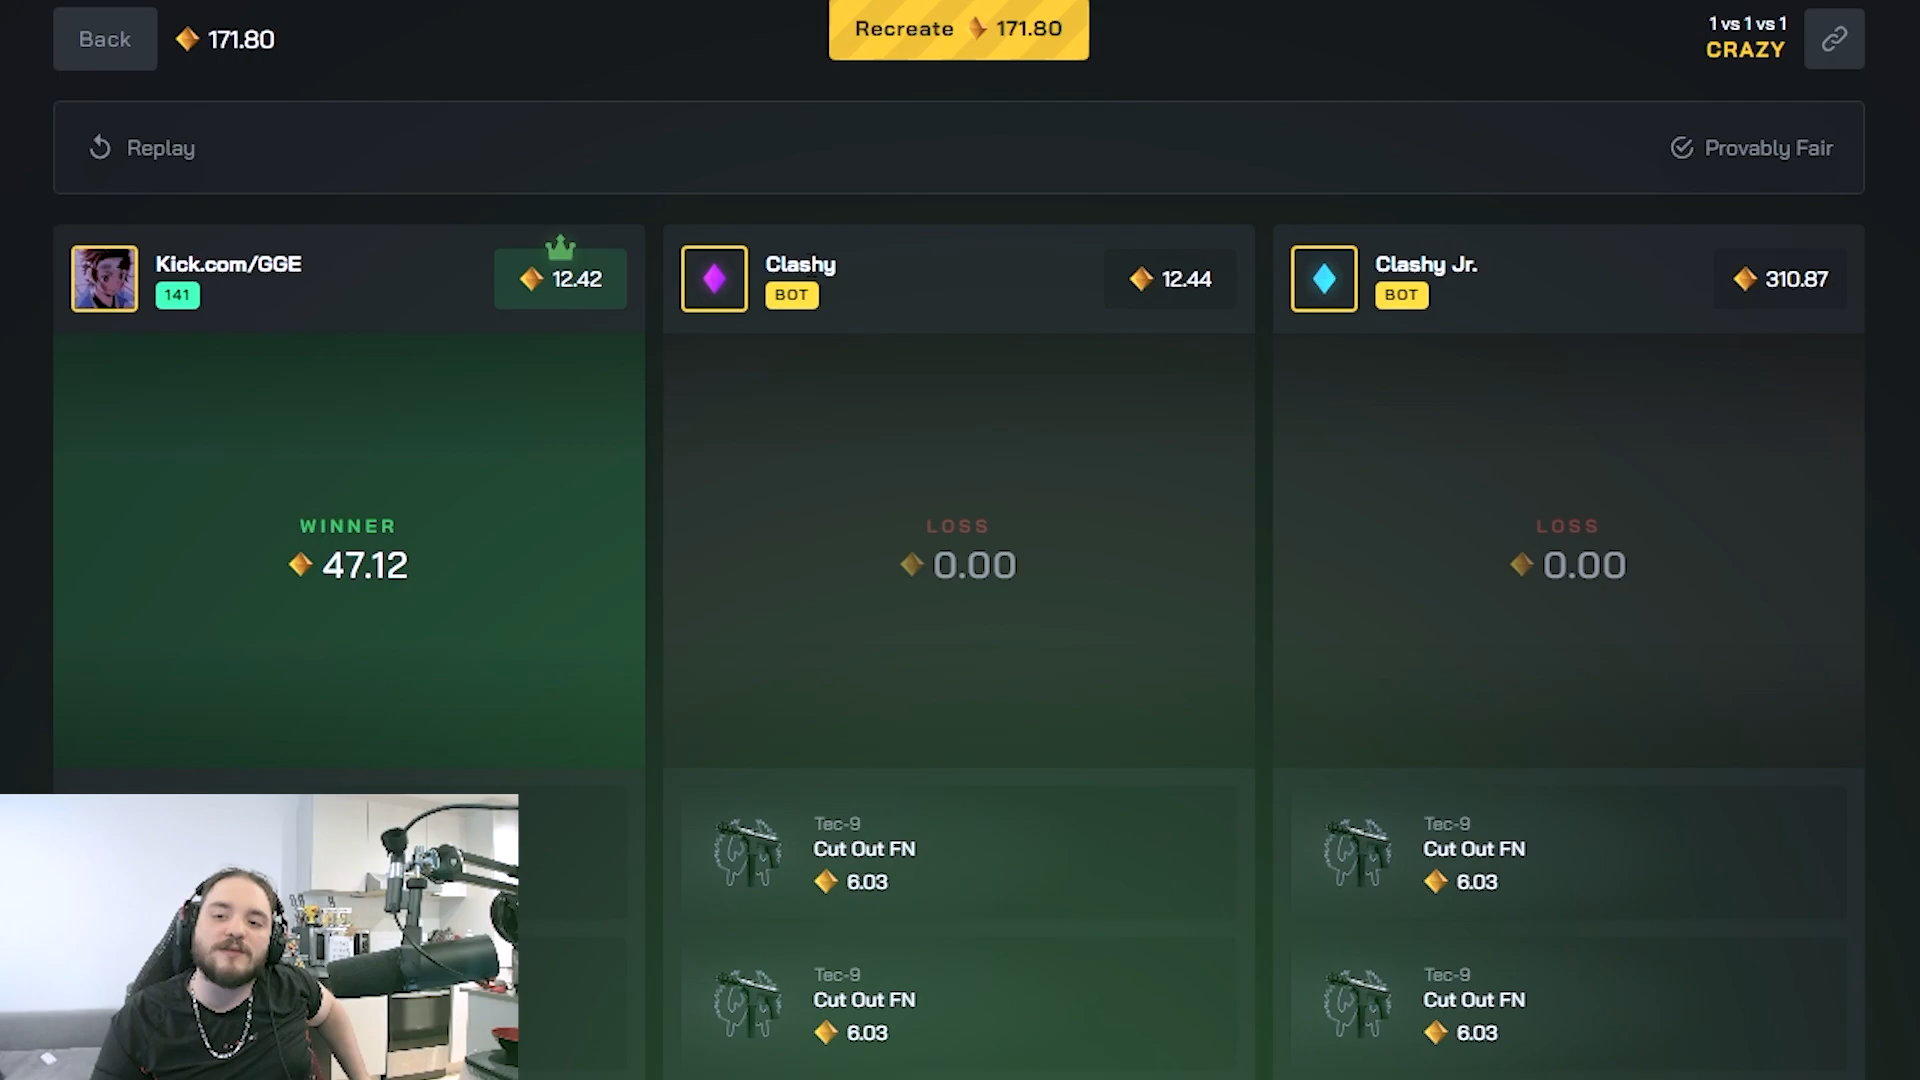 Back
171.80
Recreate 171.80
1 vs 1 vs 1
CRAZY
Replay
Provably Fair
Kick.com/GGE
141
12.42
Clashy
BOT
12.44
Clashy Jr.
BOT
310.87
WINNER
47.12
LOSS
0.00
LOSS
0.00
Tec-9
Cut Out FN
6.03
Tec-9
Cut Out FN
6.03
Tec-9
Cut Out FN
6.03
Tec-9
Cut Out FN
6.03